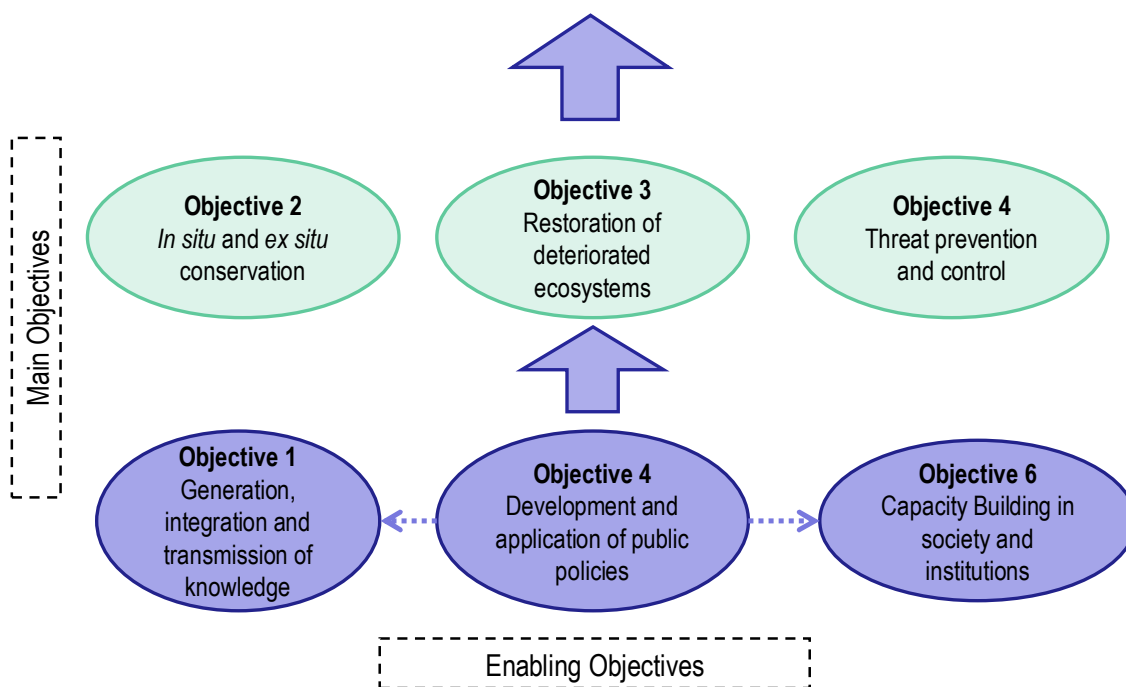 Main Objectives
Objective 2
In situ and ex situ
conservation
Objective 3
Restoration of
deteriorated
ecosystems
Objective 4
Threat prevention
and control
Objective 1
Generation,
integration and
transmission of
knowledge
Objective 4
Development and
application of public
policies
Objective 6
Capacity Building in
society and
institutions
Enabling Objectives